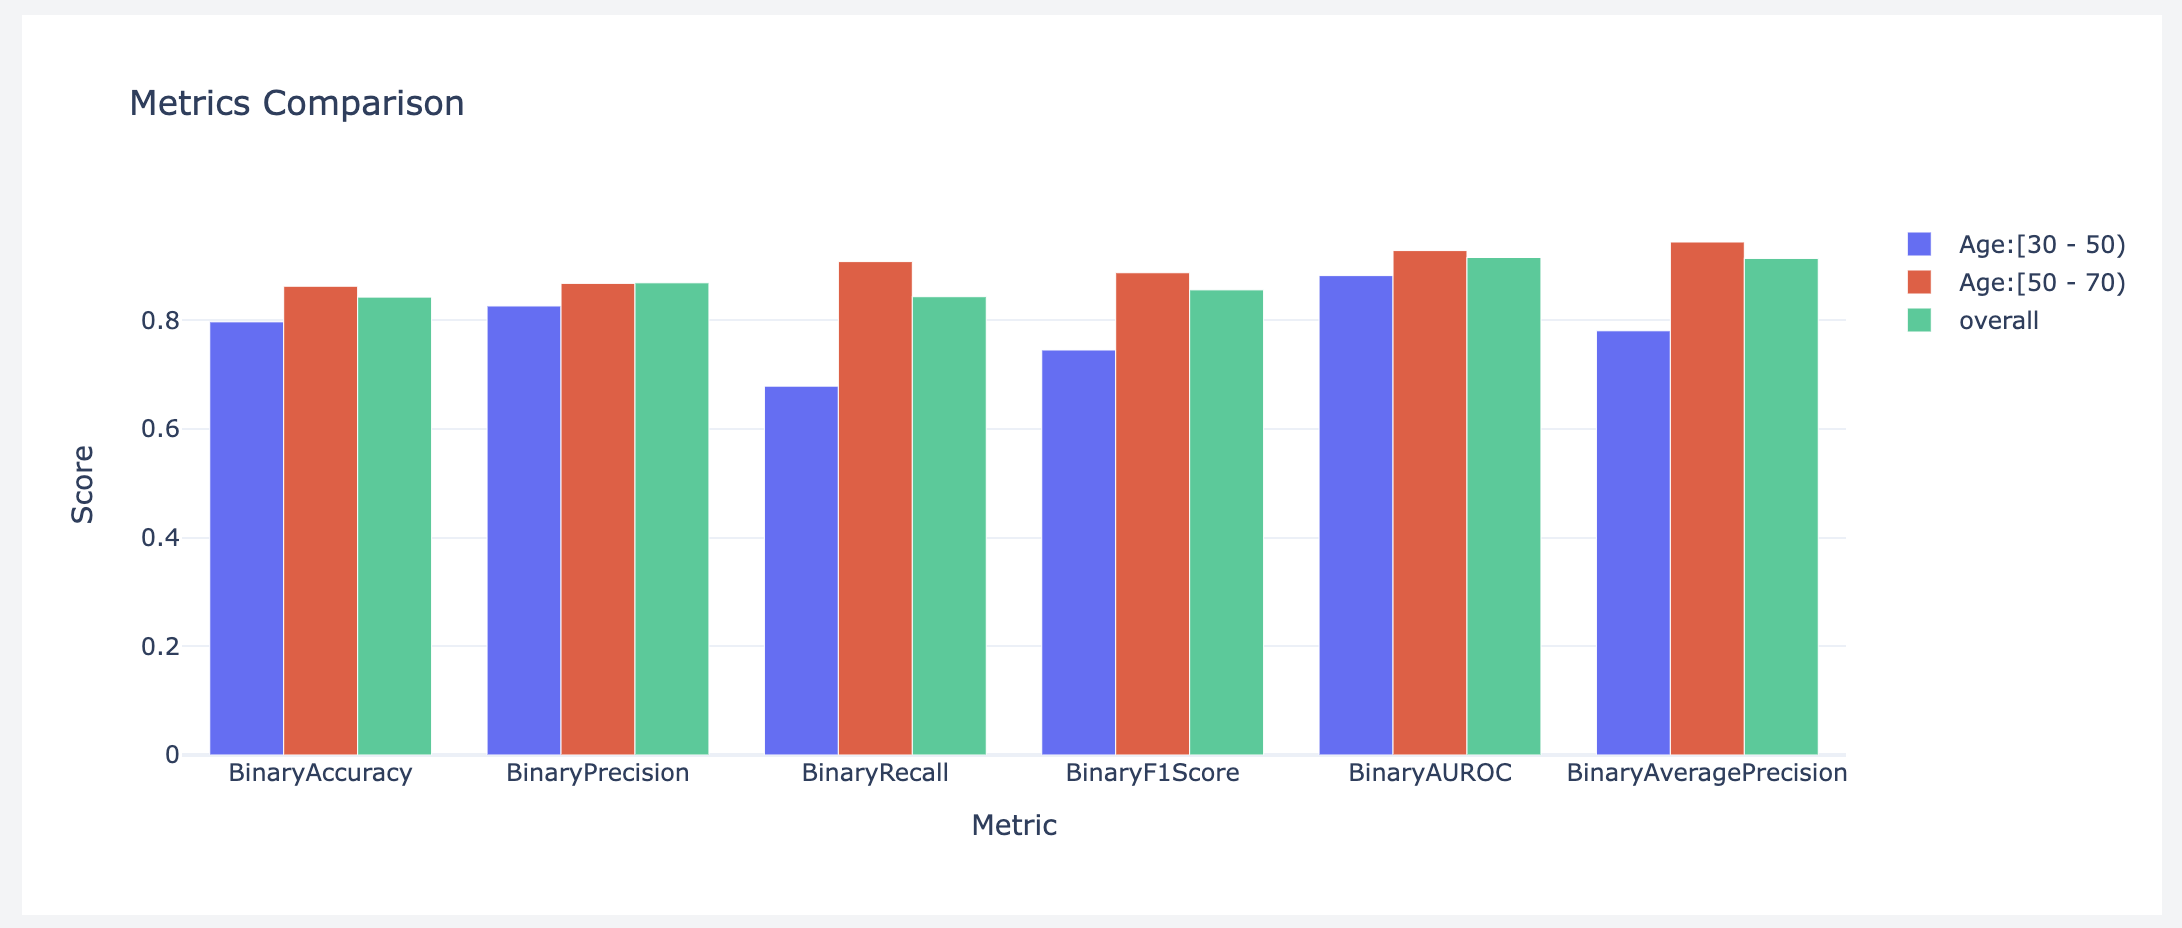 Metrics Comparison
Age:[30 - 50)
Age:[50 - 70)
overall
0.8
0.6
0.4
0.2
0
Score
BinaryAccuracy
BinaryPrecision
BinaryRecall
BinaryF1Score
BinaryAUROC
BinaryAveragePrecision
Metric